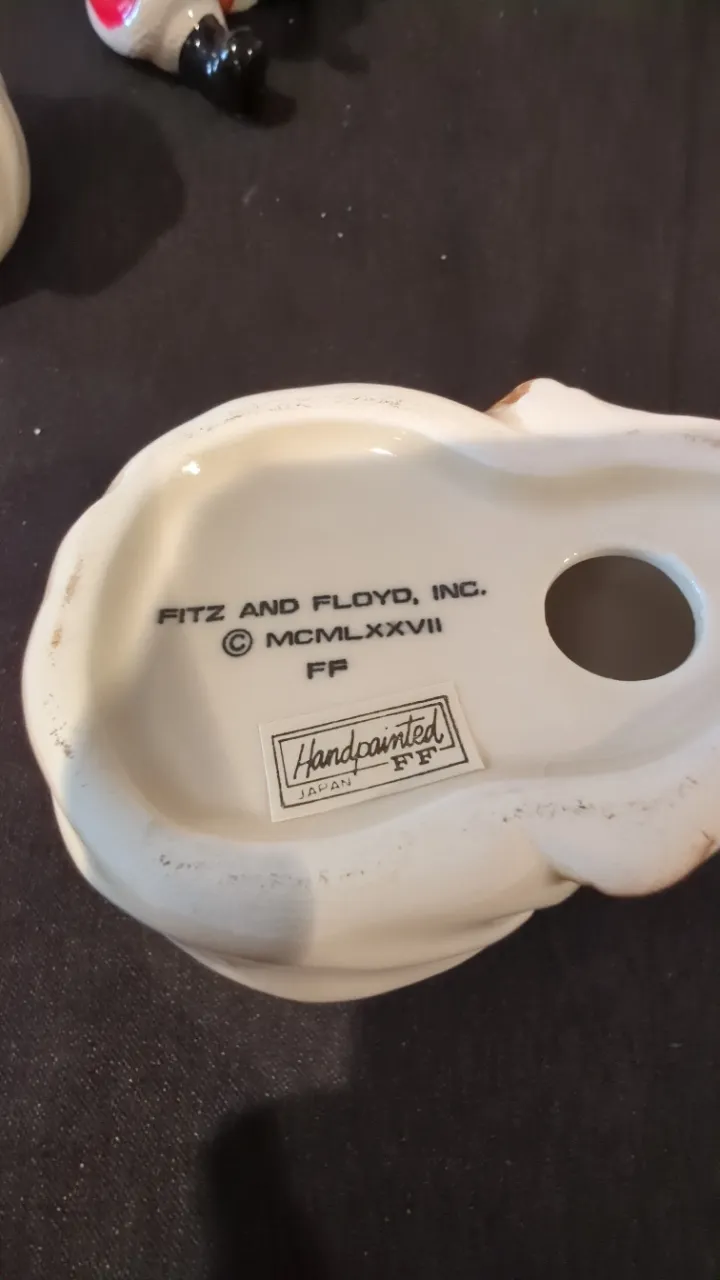 FITZ AND FLOYD, INC.
© MCMLXXVII
FF
Handpainted
FF
JAPAN